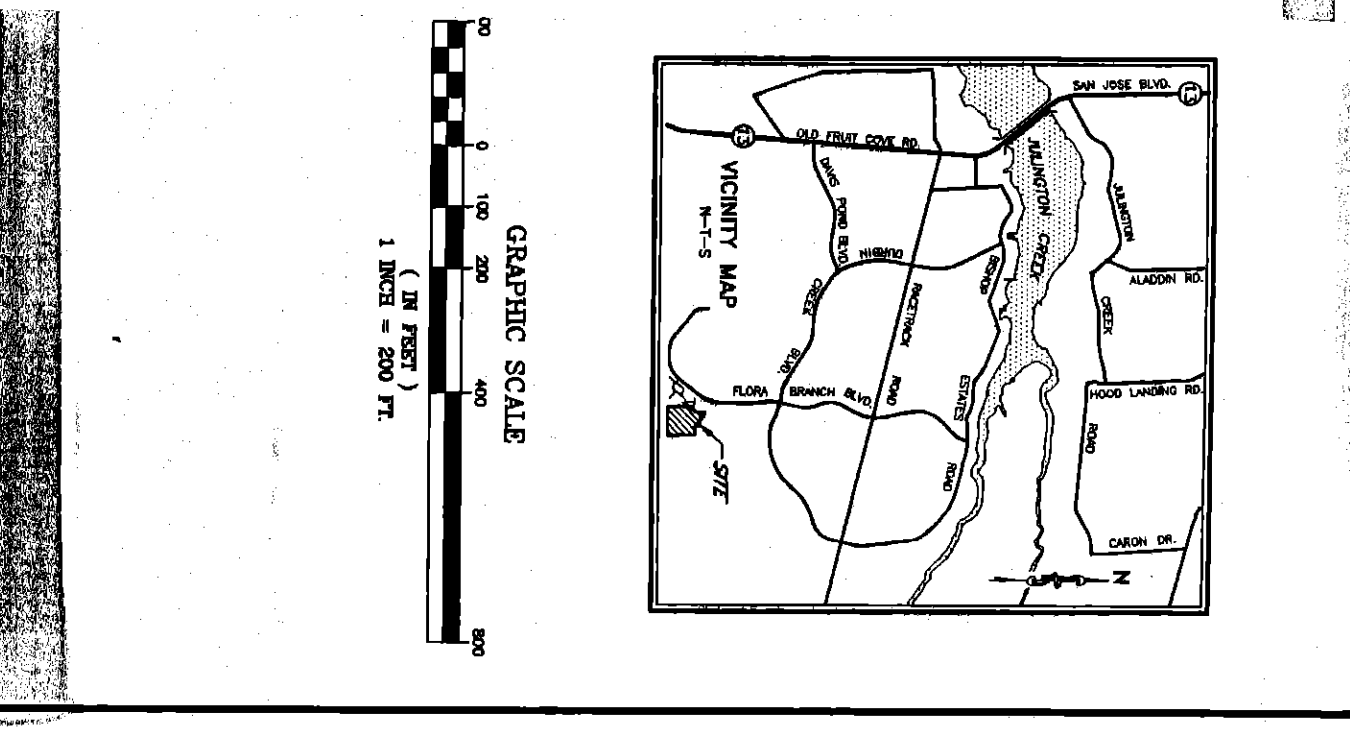 13
SAN JOSE BLVD.
JULINGTON
CREEK
ROAD
ALADDIN RD.
HOOD LANDING RD.
CARON DR.
N
JULINGTON CREEK
OLD FRUIT COVE RD.
13
BISHOP
ESTATES
ROAD
RACETRACK
ROAD
DURBIN
CREEK
BLVD.
DAVIS
POND BLVD.
FLORA BRANCH BLVD.
VICINITY MAP
N-T-S
SITE
GRAPHIC SCALE
00 0 100 200 400 800
( IN FEET )
1 INCH = 200 FT.